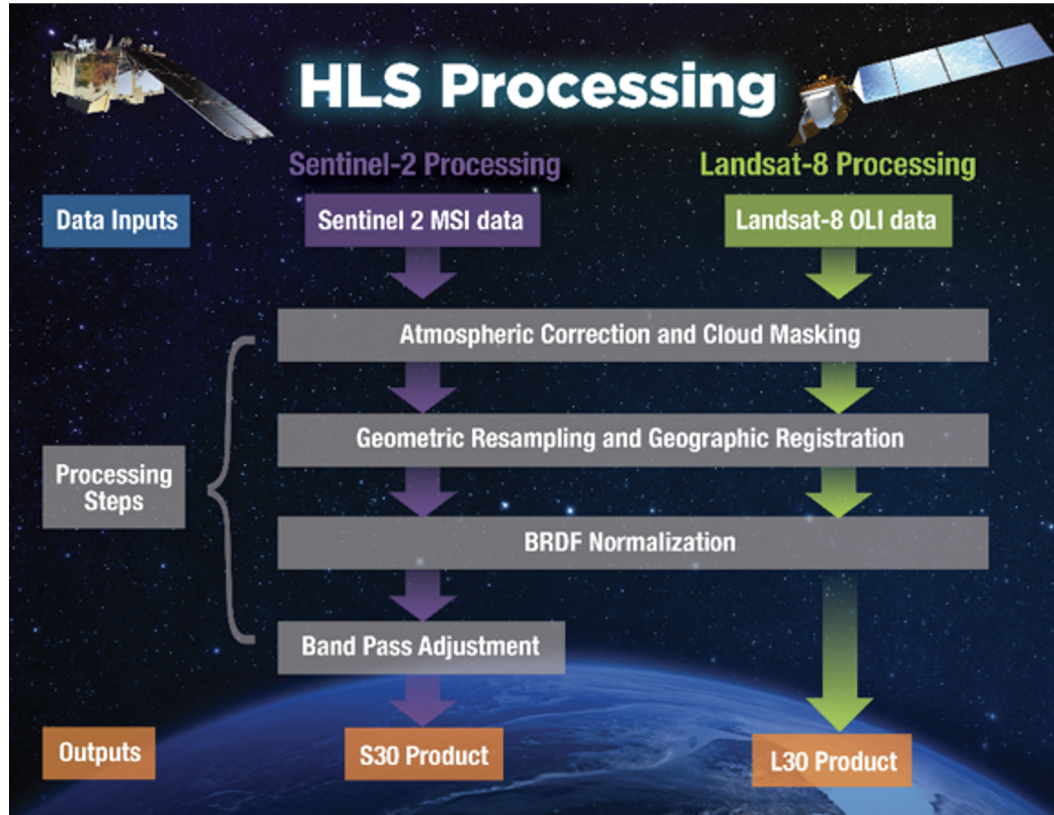 HLS Processing
Sentinel-2 Processing
Landsat-8 Processing
Data Inputs
Sentinel 2 MSI data
Landsat-8 OLI data
Atmospheric Correction and Cloud Masking
Geometric Resampling and Geographic Registration
Processing
Steps
BRDF Normalization
Band Pass Adjustment
Outputs
S30 Product
L30 Product